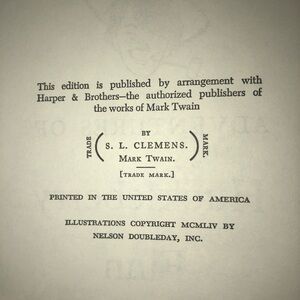 This edition is published by arrangement with
Harper & Brothers—the authorized publishers of
the works of Mark Twain
BY
TRADE
S. L. CLEMENS.
MARK.
MARK TWAIN.
[TRADE MARK.]
PRINTED IN THE UNITED STATES OF AMERICA
ILLUSTRATIONS COPYRIGHT MCMLIV BY
NELSON DOUBLEDAY, INC.